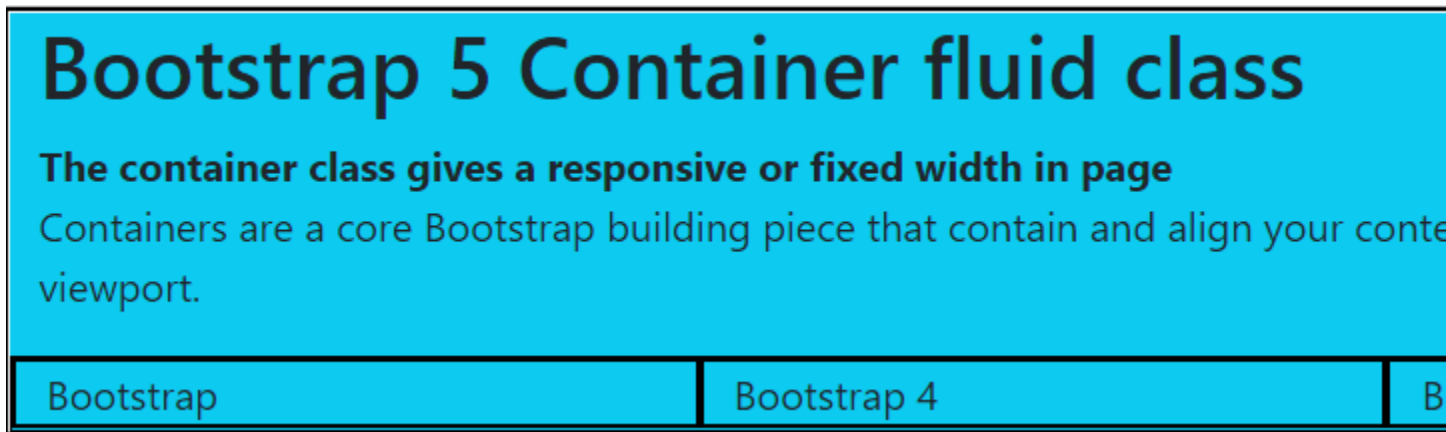 Bootstrap 5 Container fluid class
The container class gives a responsive or fixed width in page
Containers are a core Bootstrap building piece that contain and align your
viewport.
Bootstrap Bootstrap 4